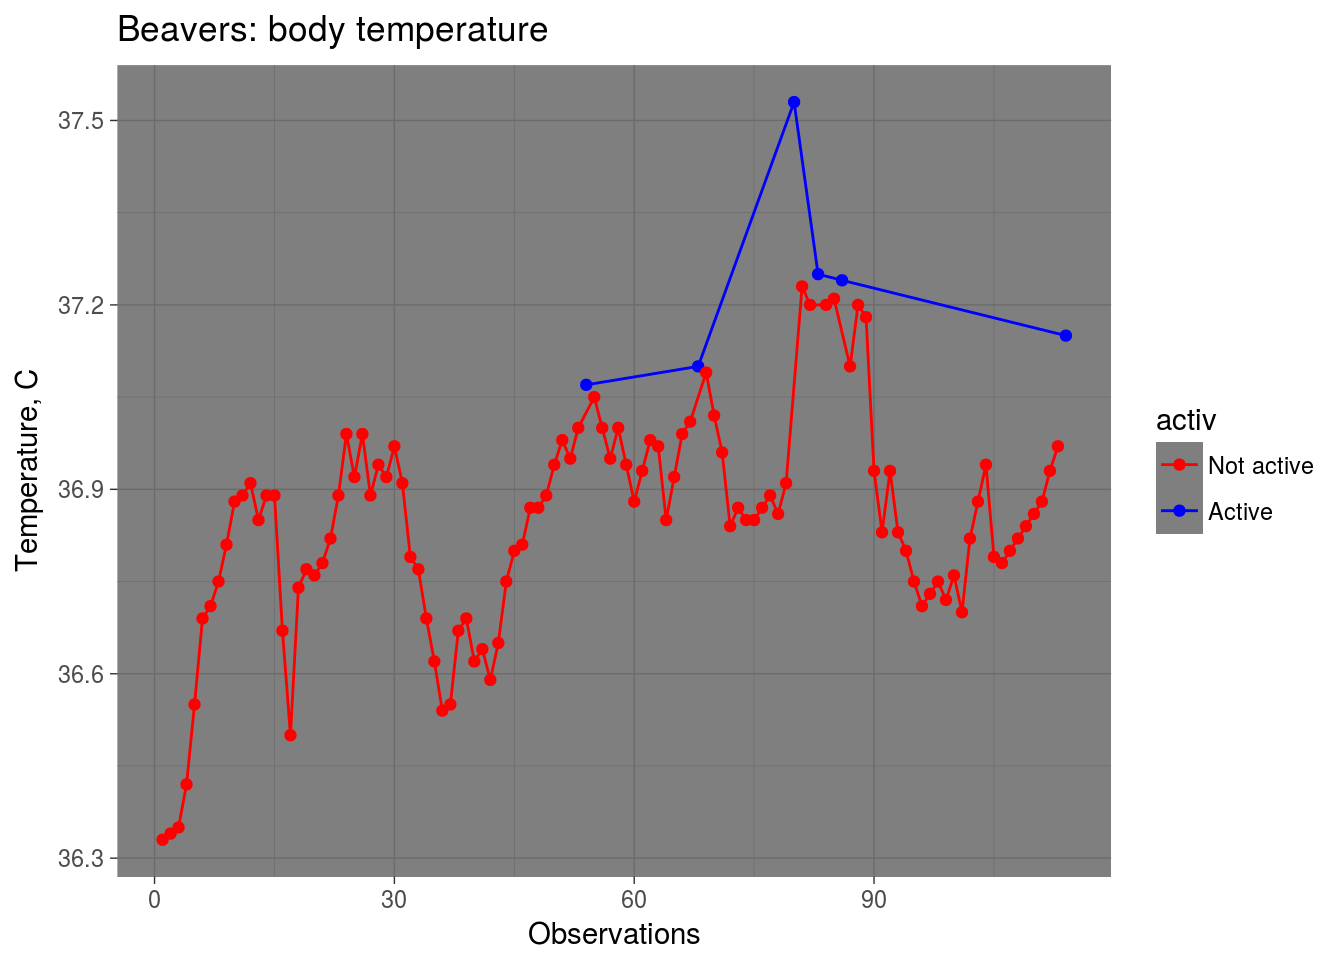 Beavers: body temperature
37.5
37.2
36.9
36.6
36.3
Temperature, C
0 30 60 90
Observations
activ
Not active
Active